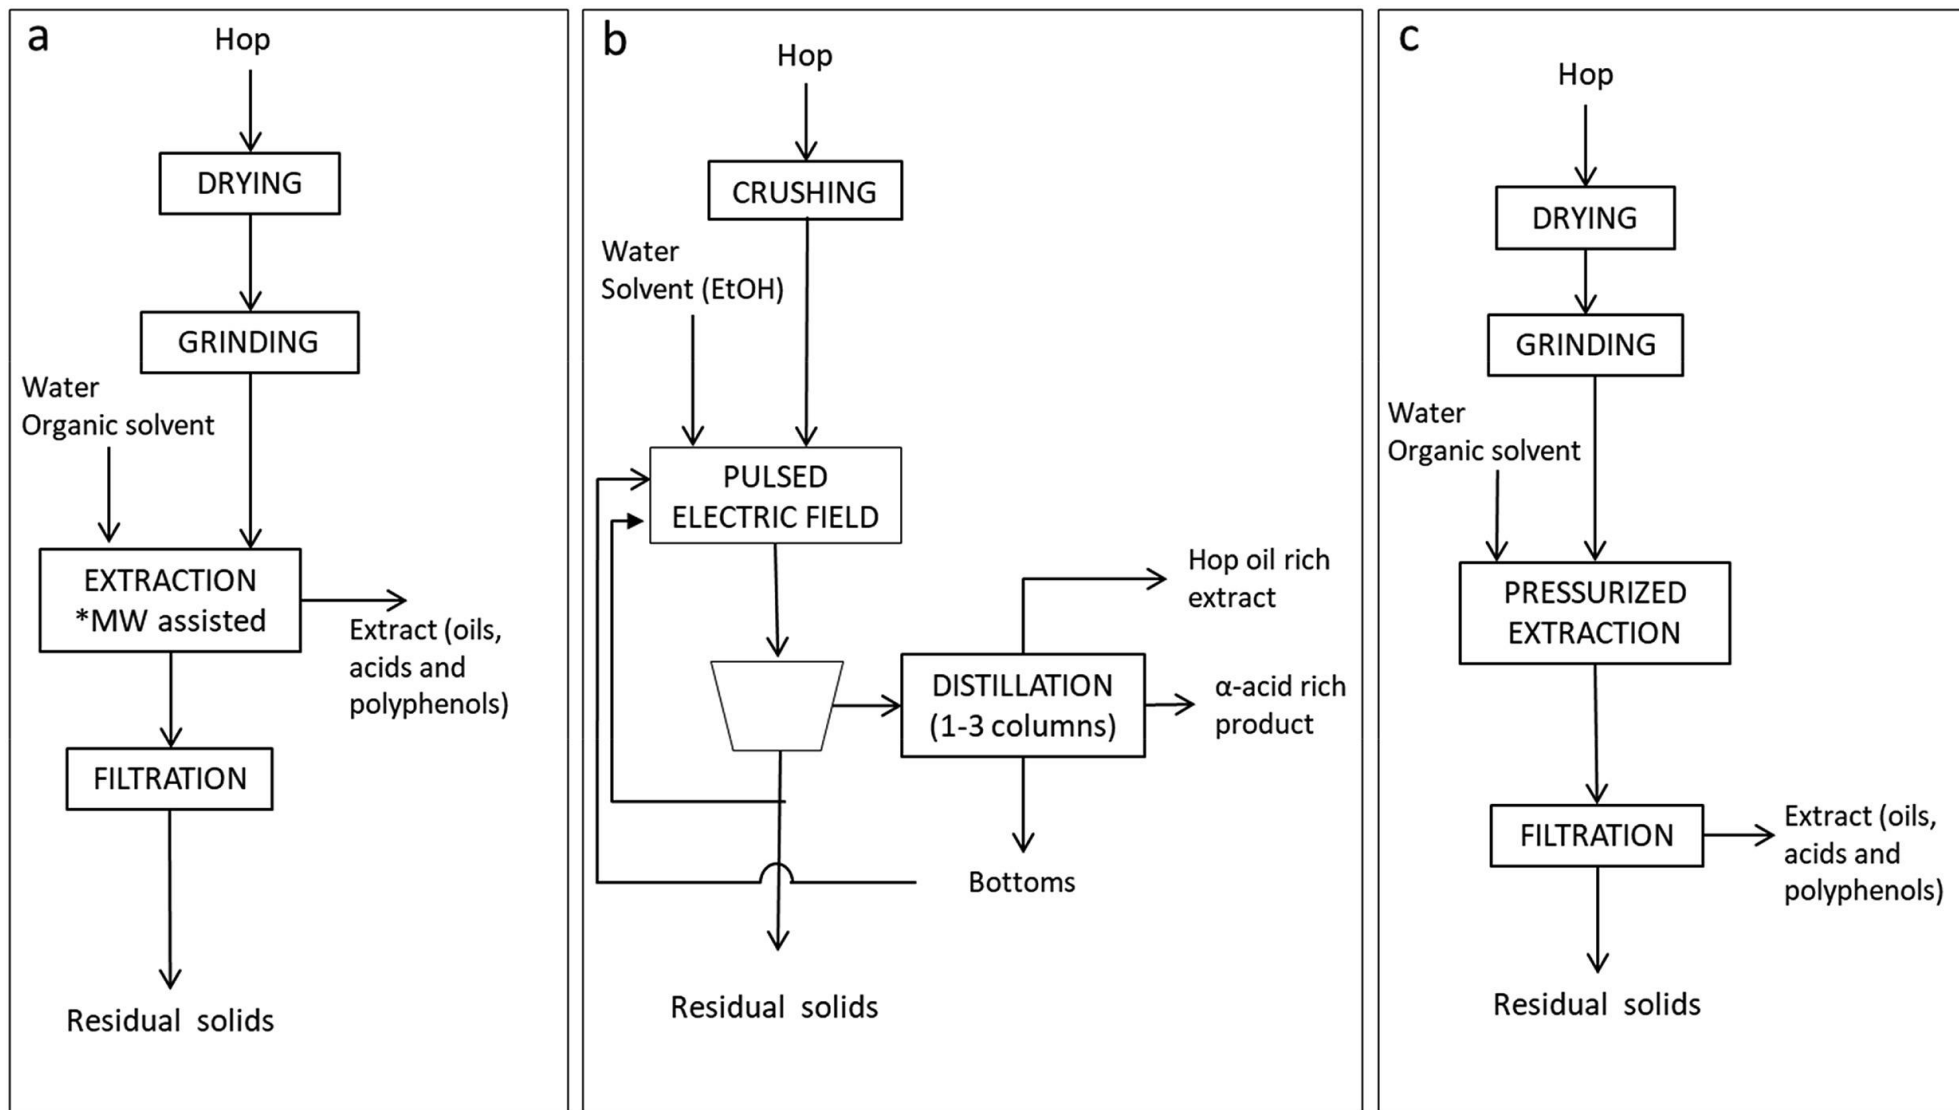 a
Hop
DRYING
GRINDING
Water
Organic solvent
EXTRACTION
*MW assisted
Extract (oils,
acids and
polyphenols)
FILTRATION
Residual solids
b
Hop
CRUSHING
Water
Solvent (EtOH)
PULSED
ELECTRIC FIELD
Hop oil rich
extract
DISTILLATION
(1-3 columns)
α-acid rich
product
Bottoms
Residual solids
c
Hop
DRYING
GRINDING
Water
Organic solvent
PRESSURIZED
EXTRACTION
FILTRATION
Extract (oils,
acids and
polyphenols)
Residual solids